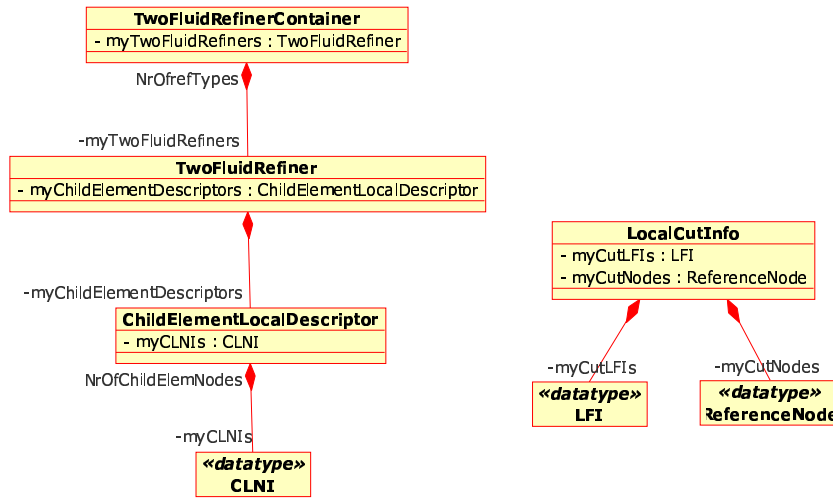 TwoFluidRefinerContainer
- myTwoFluidRefiners : TwoFluidRefiner
NrOfrefTypes
-myTwoFluidRefiners
TwoFluidRefiner
- myChildElementDescriptors : ChildElementLocalDescriptor
-myChildElementDescriptors
ChildElementLocalDescriptor
- myCLNIs : CLNI
NrOfChildElemNodes
-myCLNIs
«datatype»
CLNI
LocalCutInfo
- myCutLFIs : LFI
- myCutNodes : ReferenceNode
-myCutLFIs
-myCutNodes
«datatype»
LFI
«datatype»
ReferenceNode